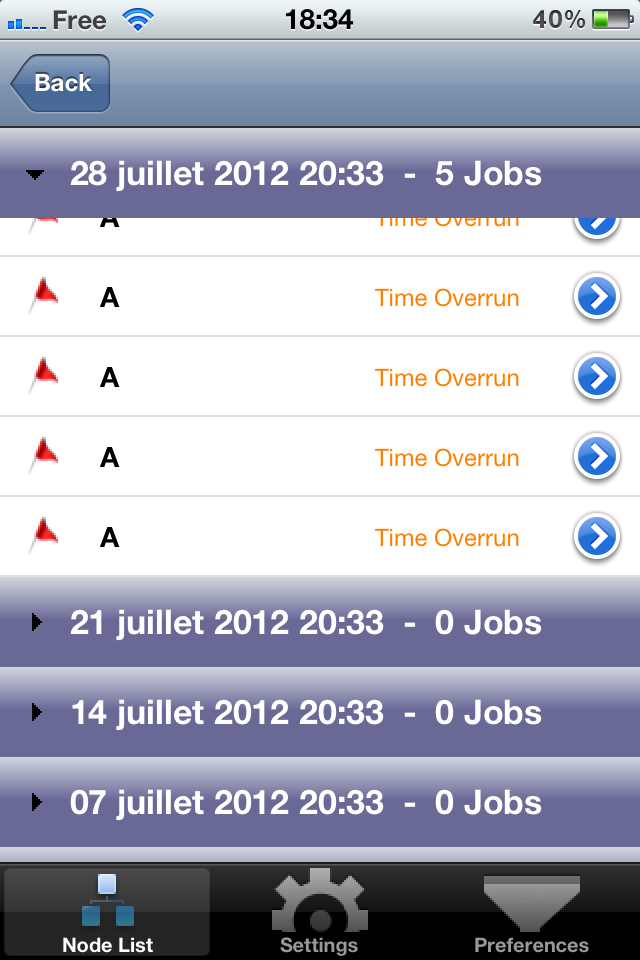 Free 18:34 40%
Back
28 juillet 2012 20:33 - 5 Jobs
A Time Overrun
A Time Overrun
A Time Overrun
A Time Overrun
A Time Overrun
21 juillet 2012 20:33 - 0 Jobs
14 juillet 2012 20:33 - 0 Jobs
07 juillet 2012 20:33 - 0 Jobs
Node List Settings Preferences